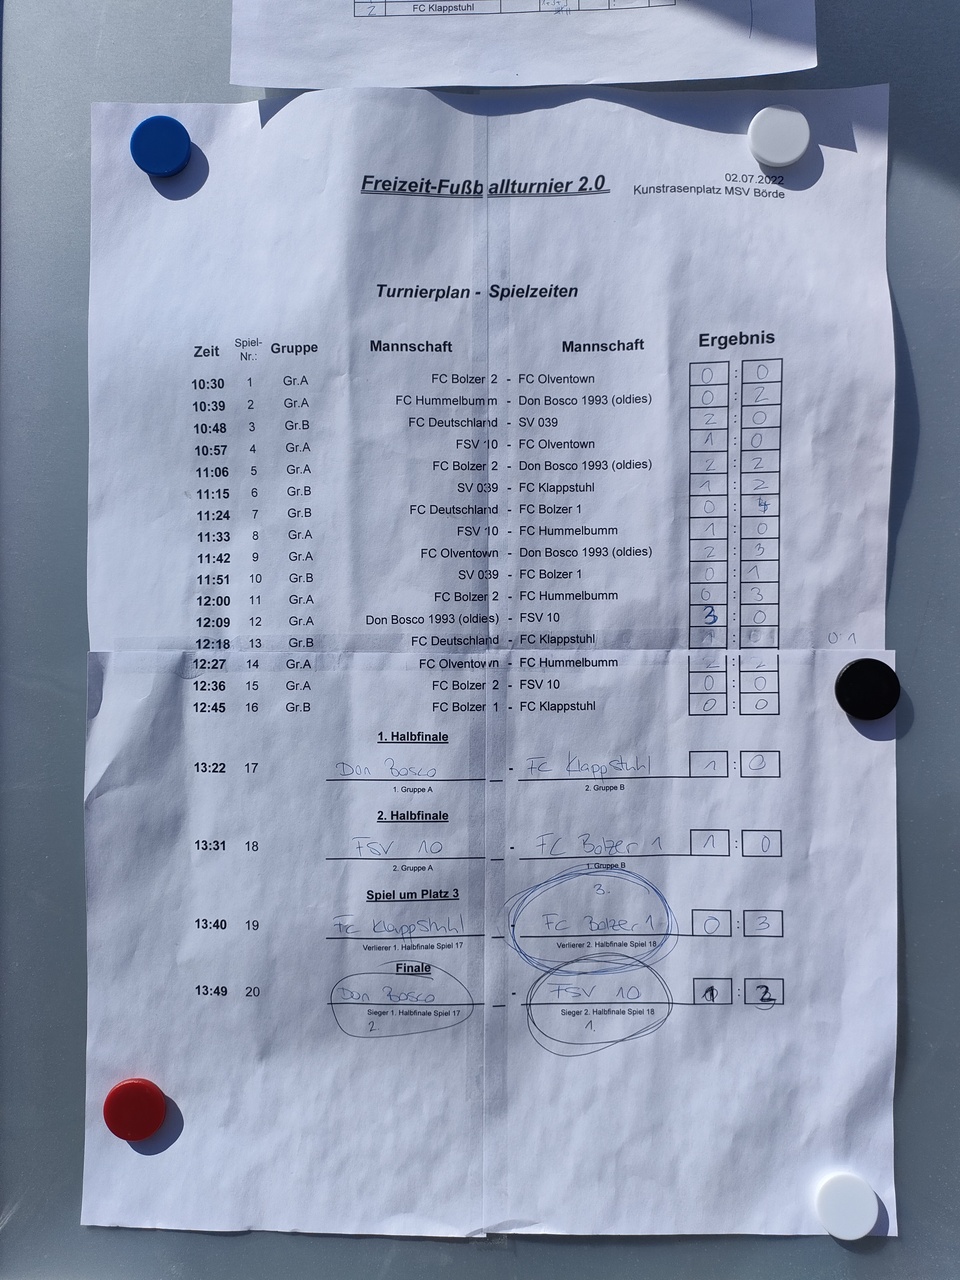 2 FC Klappstuhl
Freizeit-Fußballturnier 2.0
02.07.2022
Kunstrasenplatz MSV Börde
Turnierplan - Spielzeiten
Zeit Spiel-Nr.: Gruppe Mannschaft Mannschaft Ergebnis
10:30 1 Gr.A FC Bolzer 2 - FC Olventown 0 : 0
10:39 2 Gr.A FC Hummelbumm - Don Bosco 1993 (oldies) 0 : 2
10:48 3 Gr.B FC Deutschland - SV 039 2 : 0
10:57 4 Gr.A FSV 10 - FC Olventown 1 : 0
11:06 5 Gr.A FC Bolzer 2 - Don Bosco 1993 (oldies) 2 : 2
11:15 6 Gr.B SV 039 - FC Klappstuhl 1 : 2
11:24 7 Gr.B FC Deutschland - FC Bolzer 1 0 : 4
11:33 8 Gr.A FSV 10 - FC Hummelbumm 1 : 0
11:42 9 Gr.A FC Olventown - Don Bosco 1993 (oldies) 2 : 3
11:51 10 Gr.B SV 039 - FC Bolzer 1 0 : 1
12:00 11 Gr.A FC Bolzer 2 - FC Hummelbumm 0 : 3
12:09 12 Gr.A Don Bosco 1993 (oldies) - FSV 10 3 : 0
12:18 13 Gr.B FC Deutschland - FC Klappstuhl 1 : 0 0:1
12:27 14 Gr.A FC Olventown - FC Hummelbumm 2 : 2
12:36 15 Gr.A FC Bolzer 2 - FSV 10 0 : 0
12:45 16 Gr.B FC Bolzer 1 - FC Klappstuhl 0 : 0
1. Halbfinale
13:22 17 Don Bosco - Fc Klappstuhl 1 : 0
1. Gruppe A 2. Gruppe B
2. Halbfinale
13:31 18 FSV 10 - FC Bolzer 1 1 : 0
2. Gruppe A 1. Gruppe B
Spiel um Platz 3 3.
13:40 19 Fc Klappstuhl - Fc Bolzer 1 0 : 3
Verlierer 1. Halbfinale Spiel 17 Verlierer 2. Halbfinale Spiel 18
Finale
13:49 20 Don Bosco - FSV 10 1 : 2
Sieger 1. Halbfinale Spiel 17 Sieger 2. Halbfinale Spiel 18
2. 1.